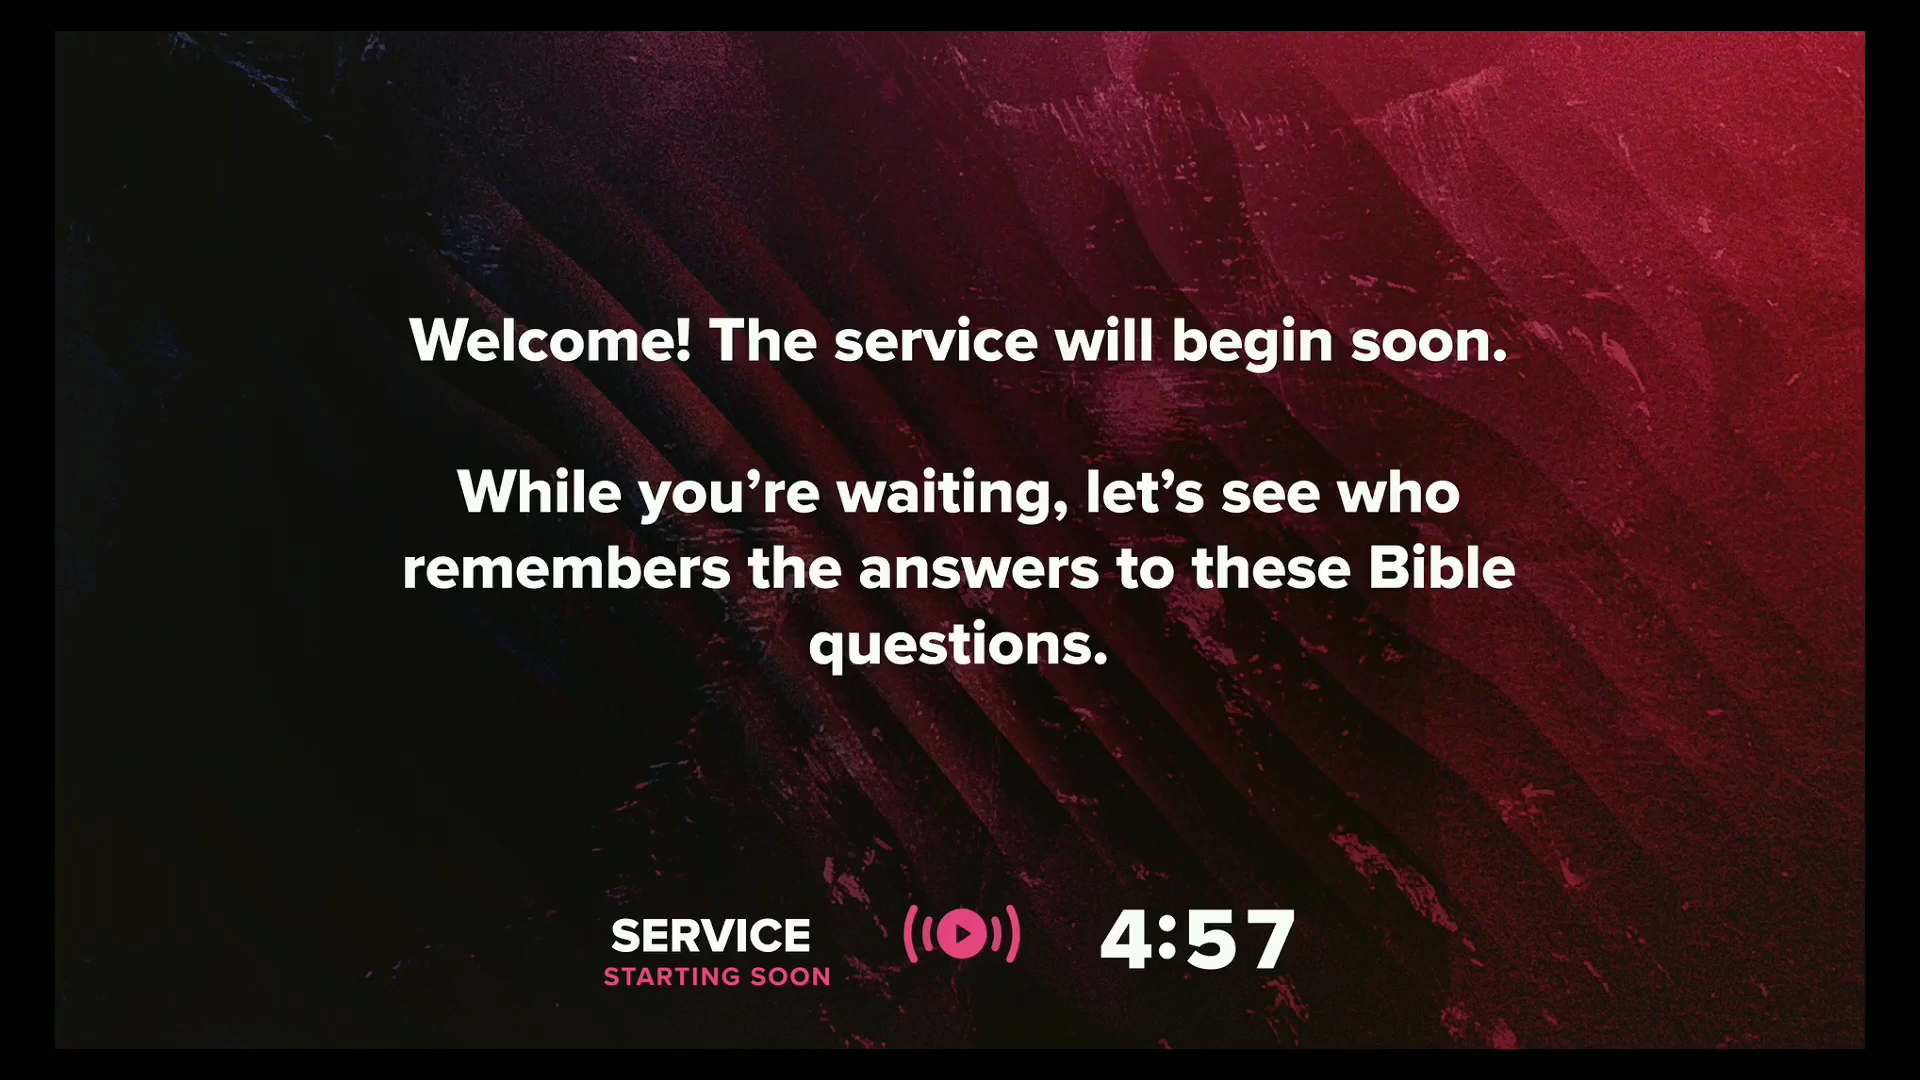 Welcome! The service will begin soon.
While you’re waiting, let’s see who
remembers the answers to these Bible
questions.
SERVICE
STARTING SOON
4:57